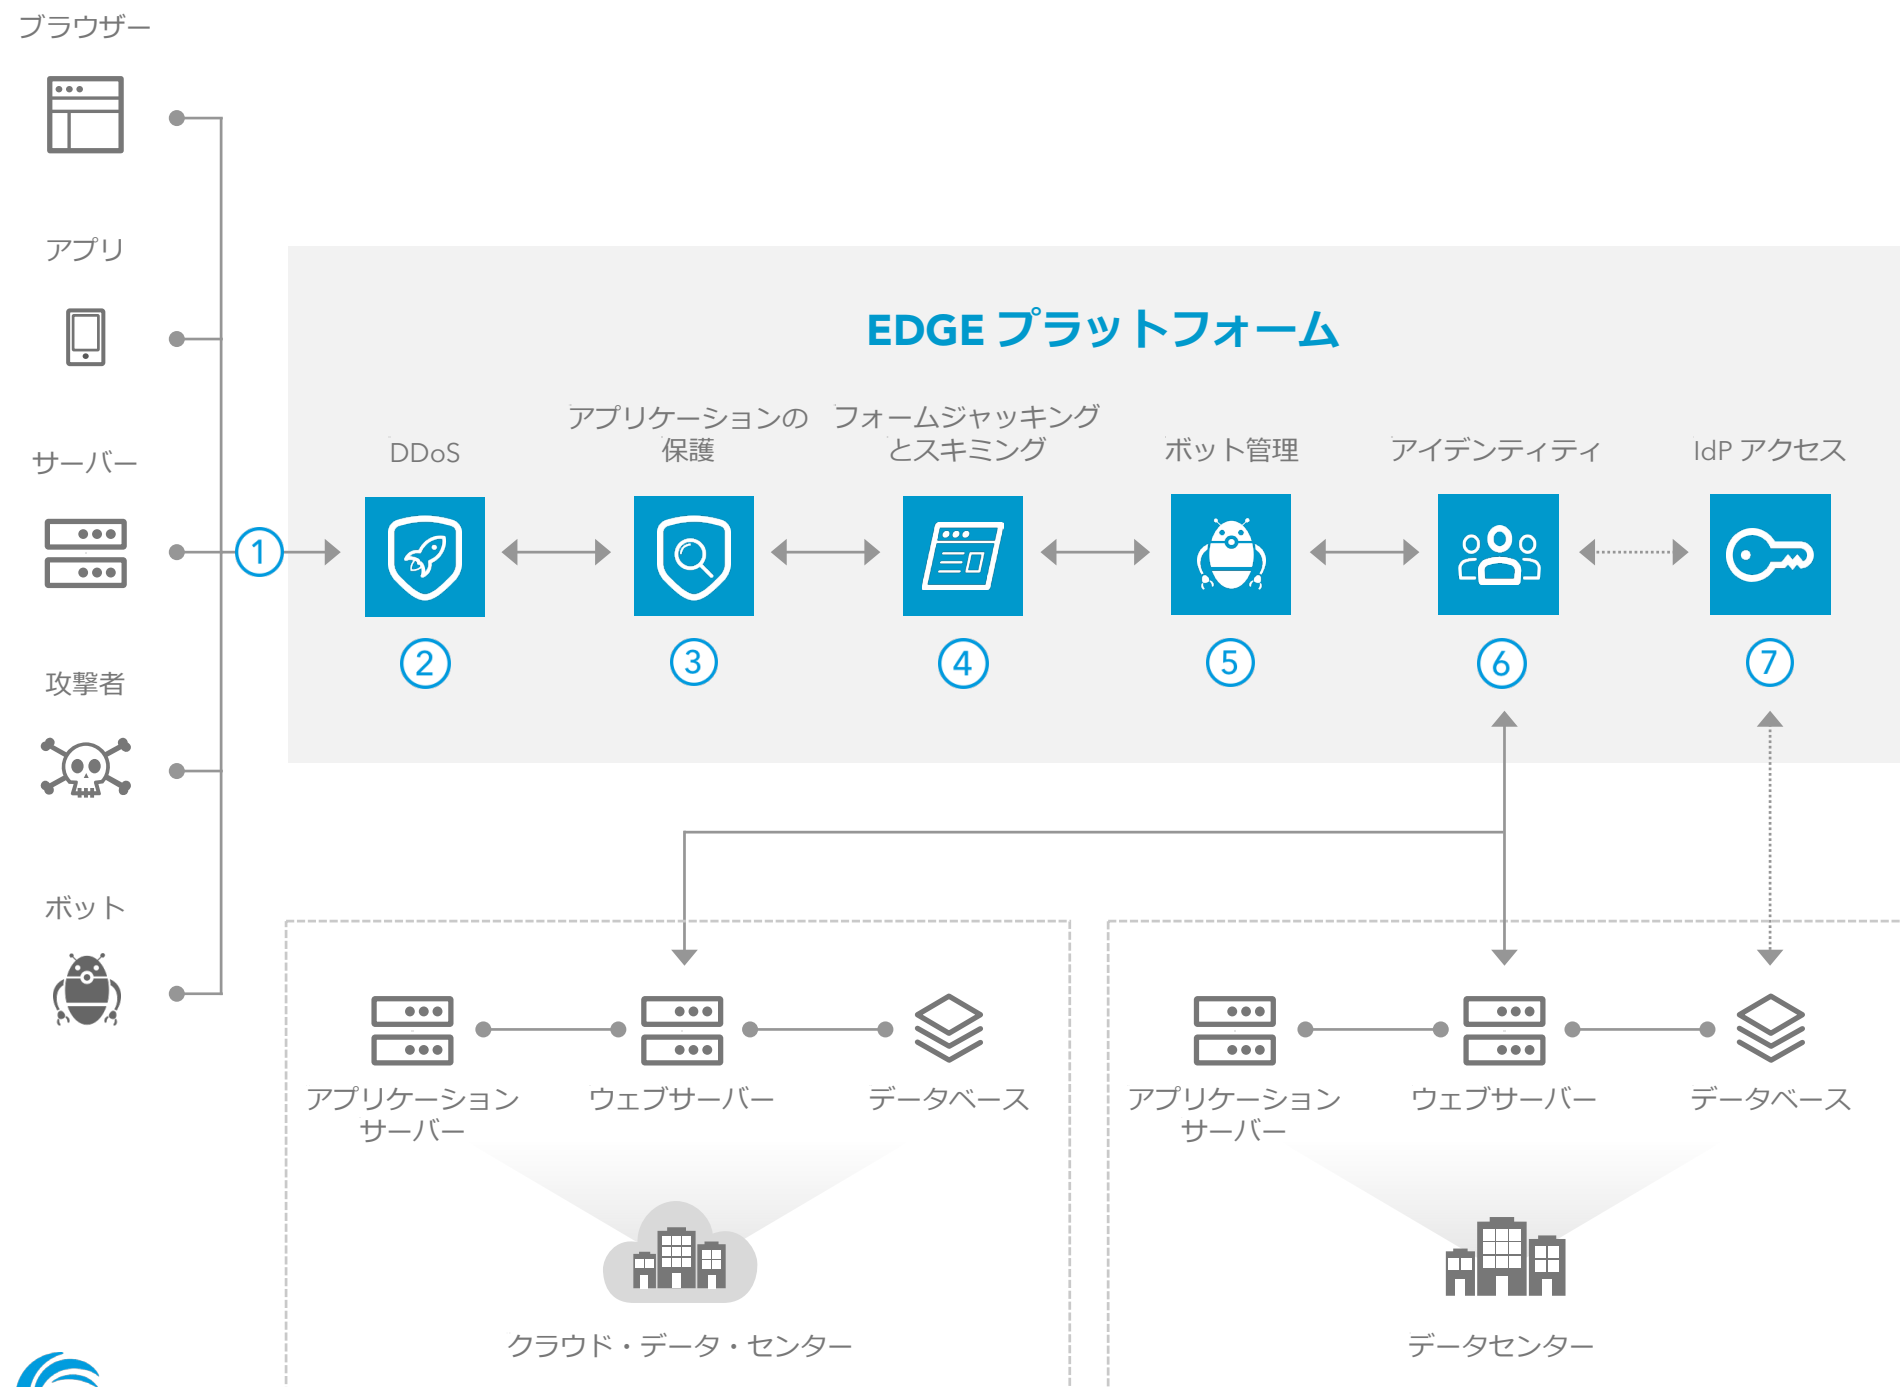 ブラウザー
アプリ
サーバー
攻撃者
ボット
1
EDGE プラットフォーム
DDoS
アプリケーションの
保護
フォームジャッキング
とスキミング
ボット管理
アイデンティティ
IdP アクセス
2
3
4
5
6
7
アプリケーション
サーバー
ウェブサーバー
データベース
クラウド・データ・センター
アプリケーション
サーバー
ウェブサーバー
データベース
データセンター